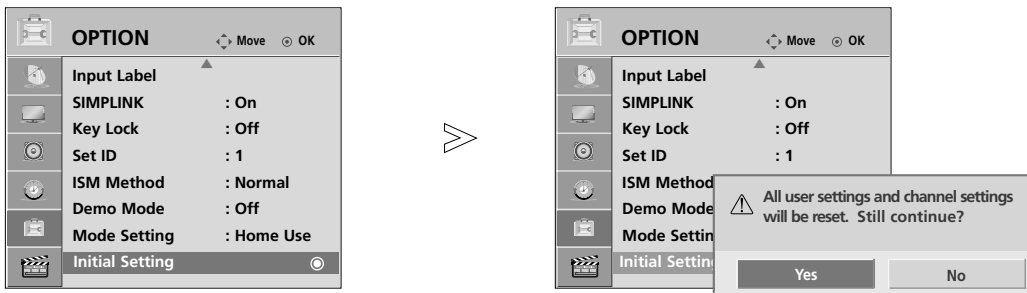 OPTION Move OK
Input Label
SIMPLINK : On
Key Lock : Off
Set ID : 1
ISM Method : Normal
Demo Mode : Off
Mode Setting : Home Use
Initial Setting
OPTION Move OK
Input Label
SIMPLINK : On
Key Lock : Off
Set ID : 1
ISM Method
Demo Mode
Mode Settin
Initial Settin
All user settings and channel settings
will be reset. Still continue?
Yes No